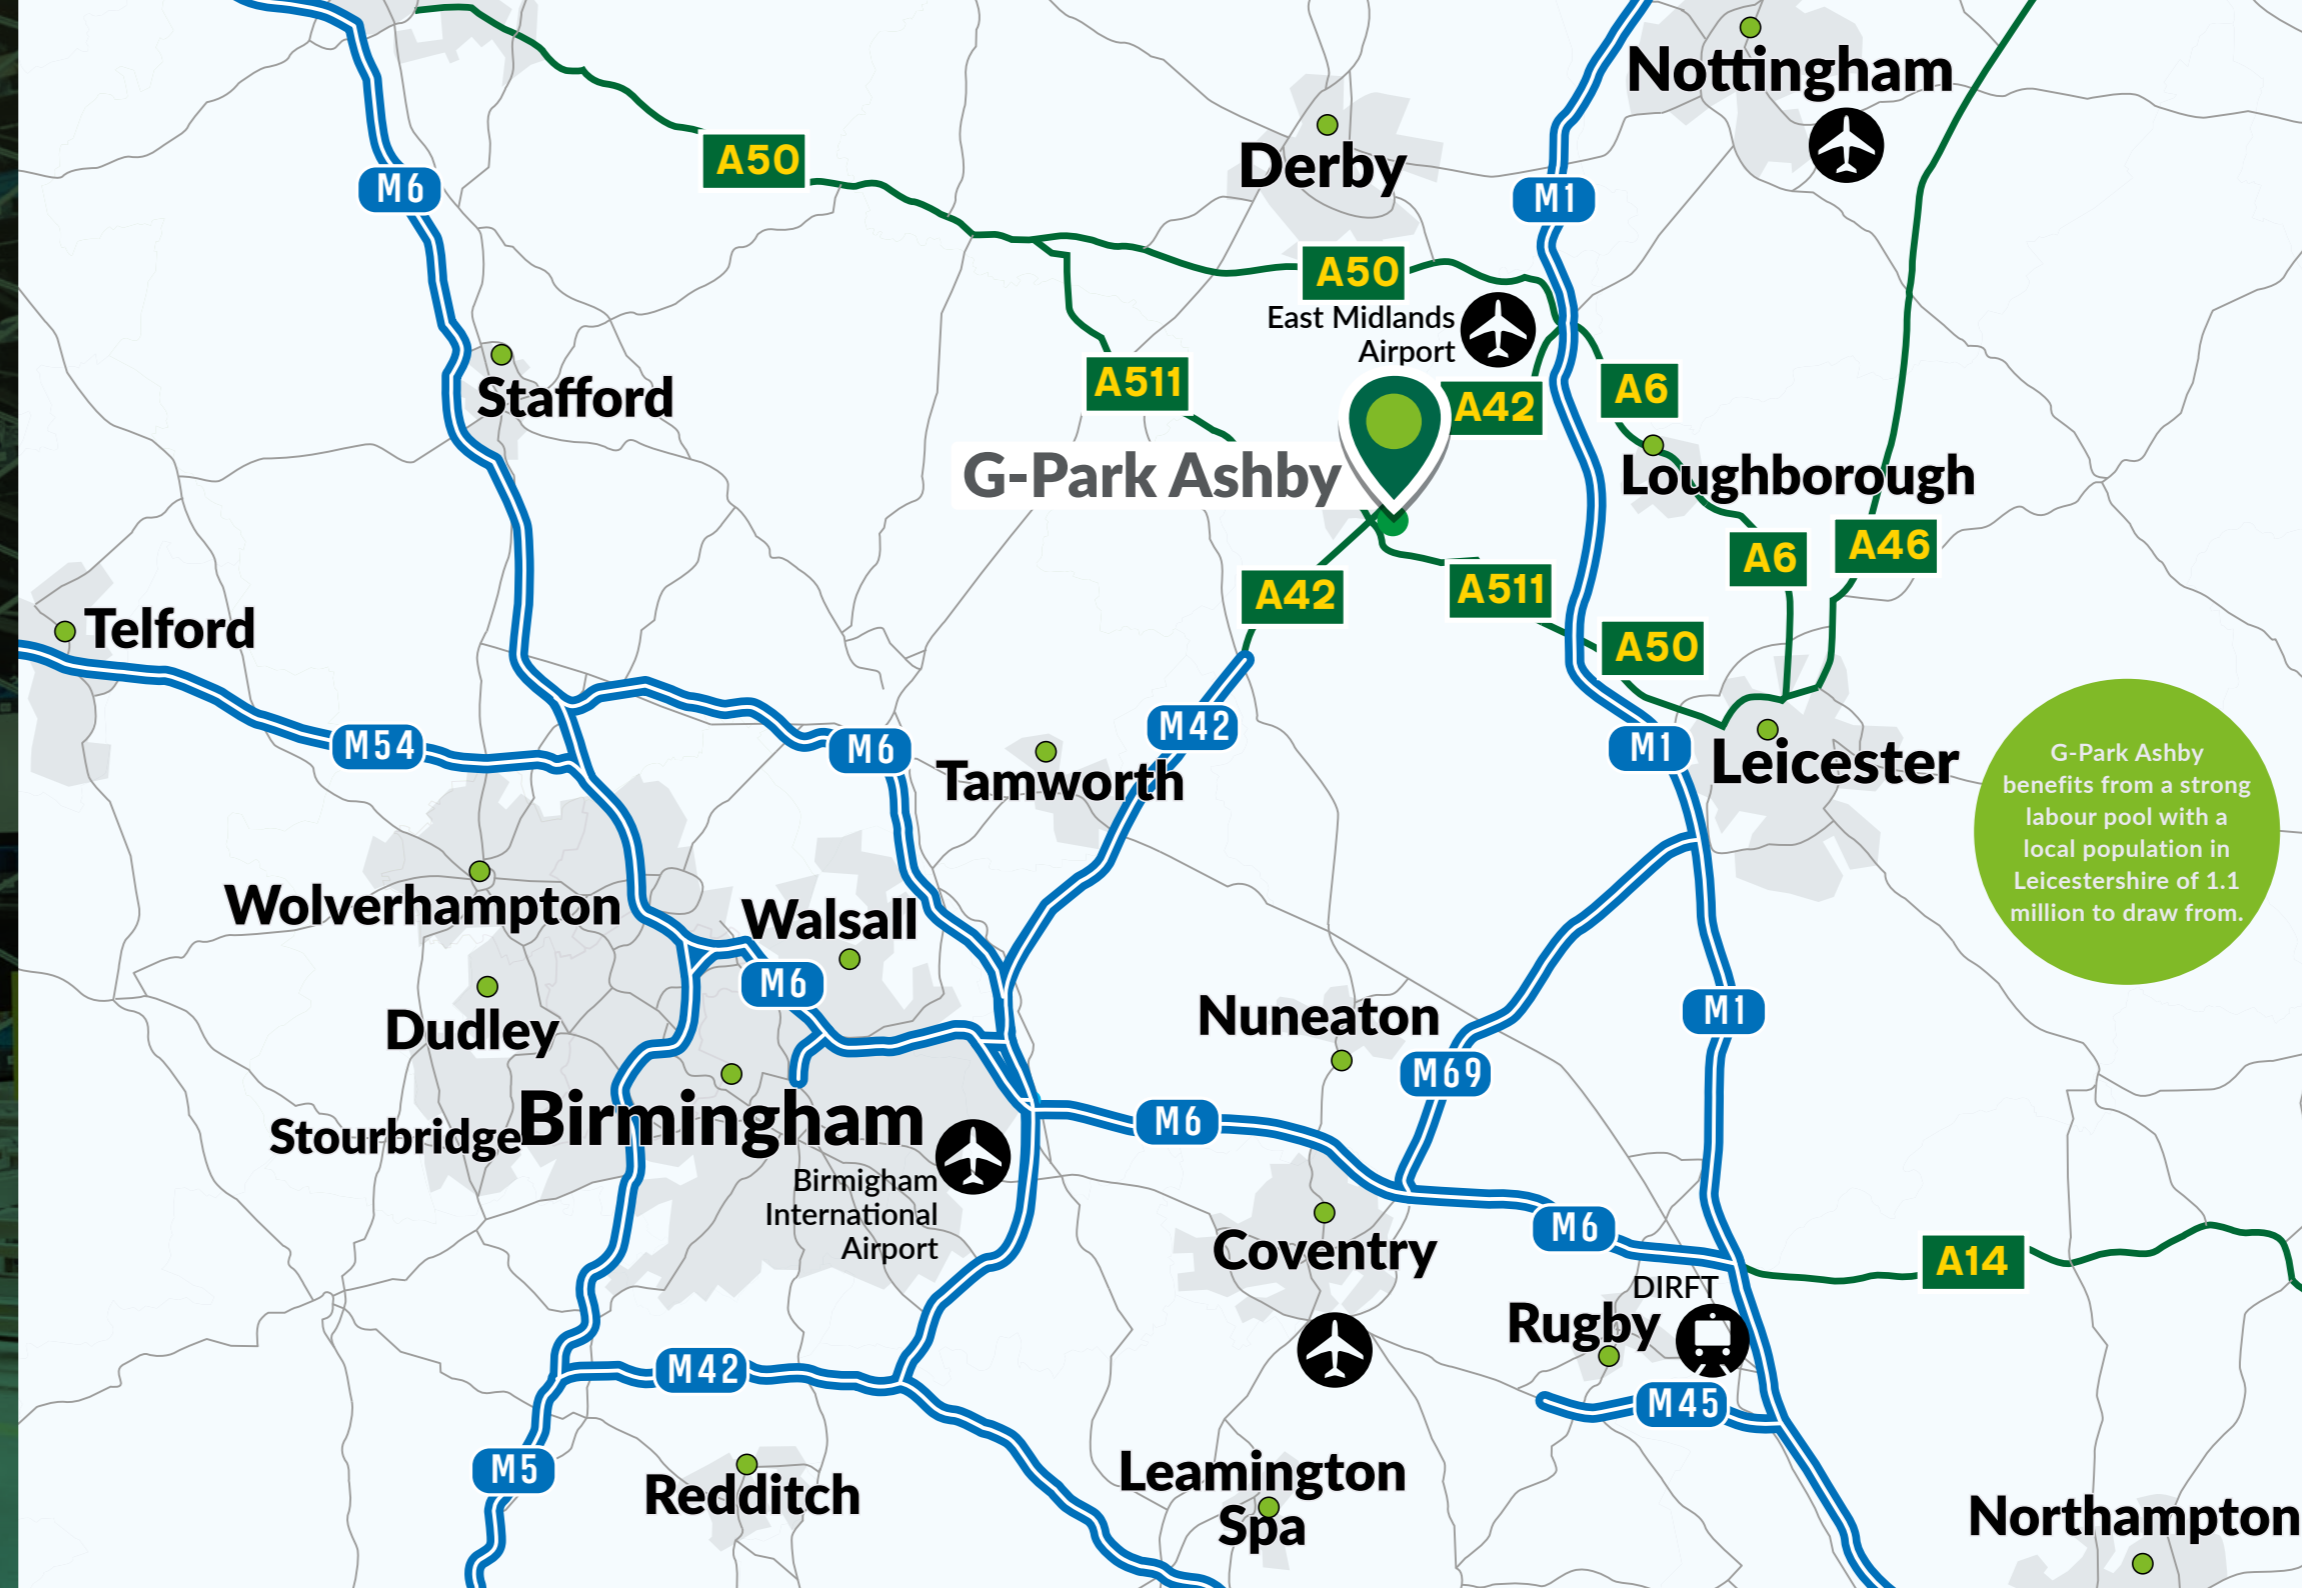 Nottingham
A50
Derby
M6
M1
A50
East Midlands
Airport
A511
A42
A6
Stafford
G-Park Ashby
Loughborough
A6
A46
A42
A511
Telford
A50
M54
M6
M42
M1
Tamworth
Leicester
G-Park Ashby
benefits from a strong
labour pool with a
local population in
Leicestershire of 1.1
million to draw from.
Wolverhampton
Walsall
M6
Nuneaton
M1
Dudley
M69
Birmingham
M6
Stourbridge
Birmigham
International
Airport
Coventry
M6
A14
DIRFT
Rugby
M42
M45
M5
Redditch
Leamington
Spa
Northampton